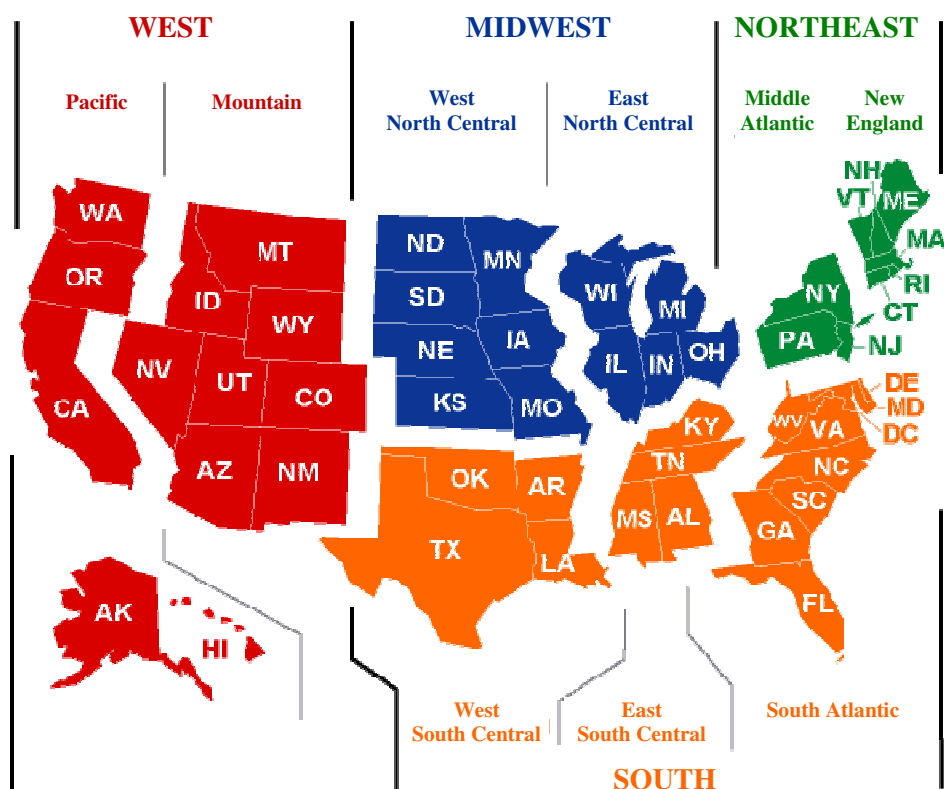 WEST
MIDWEST
NORTHEAST
Pacific
Mountain
West
North Central
East
North Central
Middle
Atlantic
New
England
WA
OR
CA
NV
ID
MT
WY
UT
CO
AZ
NM
AK
HI
ND
SD
NE
KS
MN
IA
MO
WI
MI
IL
IN
OH
NH
VT
ME
MA
RI
CT
NY
PA
NJ
DE
MD
DC
WV
VA
NC
SC
GA
FL
KY
TN
MS
AL
OK
AR
TX
LA
West
South Central
East
South Central
South Atlantic
SOUTH